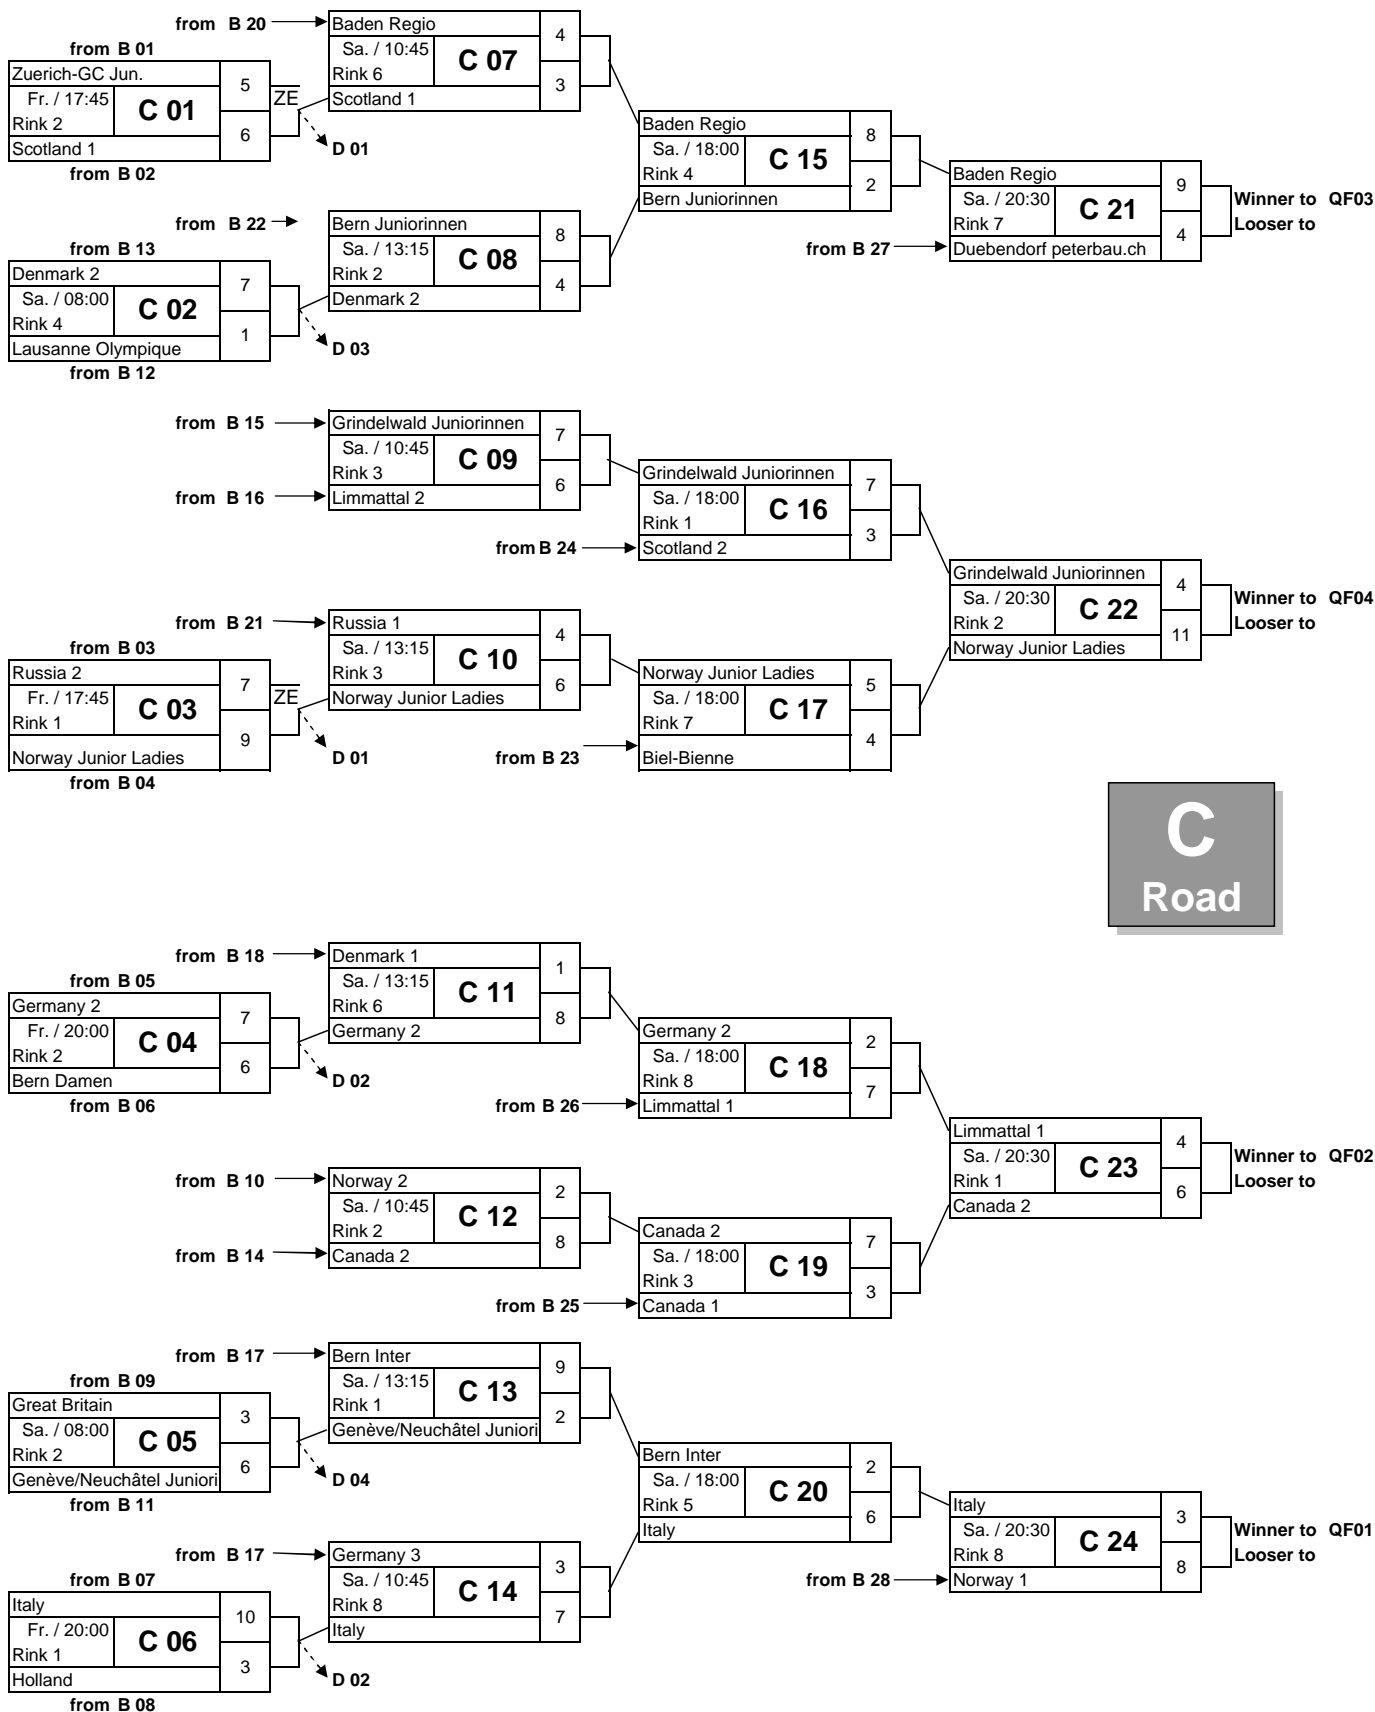 from B 20
Baden Regio
4
Sa. / 10:45
Rink 6
C 07
3
Scotland 1
from B 01
Zuerich-GC Jun.
5
ZE
Fr. / 17:45
Rink 2
C 01
6
Scotland 1
from B 02
D 01
Baden Regio
8
Sa. / 18:00
Rink 4
C 15
2
Bern Juniorinnen
Baden Regio
9
Sa. / 20:30
Rink 7
C 21
4
Duebendorf peterbau.ch
from B 27
Winner to QF03
Looser to
from B 22
Bern Juniorinnen
8
Sa. / 13:15
Rink 2
C 08
4
Denmark 2
from B 13
Denmark 2
7
Sa. / 08:00
Rink 4
C 02
1
Lausanne Olympique
from B 12
D 03
from B 15
Grindelwald Juniorinnen
7
Sa. / 10:45
Rink 3
C 09
6
from B 16
Limmattal 2
Grindelwald Juniorinnen
7
Sa. / 18:00
Rink 1
C 16
3
from B 24
Scotland 2
Grindelwald Juniorinnen
4
Sa. / 20:30
Rink 2
C 22
11
Norway Junior Ladies
Winner to QF04
Looser to
from B 21
Russia 1
4
Sa. / 13:15
Rink 3
C 10
6
Norway Junior Ladies
from B 03
Russia 2
7
ZE
Fr. / 17:45
Rink 1
C 03
9
Norway Junior Ladies
from B 04
D 01
Norway Junior Ladies
5
Sa. / 18:00
Rink 7
C 17
4
from B 23
Biel-Bienne
C
Road
from B 18
Denmark 1
1
Sa. / 13:15
Rink 6
C 11
8
Germany 2
from B 05
Germany 2
7
Fr. / 20:00
Rink 2
C 04
6
Bern Damen
from B 06
D 02
Germany 2
2
Sa. / 18:00
Rink 8
C 18
7
from B 26
Limmattal 1
Limmattal 1
4
Sa. / 20:30
Rink 1
C 23
6
Canada 2
Winner to QF02
Looser to
from B 10
Norway 2
2
Sa. / 10:45
Rink 2
C 12
8
from B 14
Canada 2
Canada 2
7
Sa. / 18:00
Rink 3
C 19
3
from B 25
Canada 1
from B 17
Bern Inter
9
Sa. / 13:15
Rink 1
C 13
2
Genève/Neuchâtel Juniori
from B 09
Great Britain
3
Sa. / 08:00
Rink 2
C 05
6
Genève/Neuchâtel Juniori
from B 11
D 04
Bern Inter
2
Sa. / 18:00
Rink 5
C 20
6
Italy
Italy
3
Sa. / 20:30
Rink 8
C 24
8
from B 28
Norway 1
Winner to QF01
Looser to
from B 17
Germany 3
3
Sa. / 10:45
Rink 8
C 14
7
Italy
from B 07
Italy
10
Fr. / 20:00
Rink 1
C 06
3
Holland
from B 08
D 02